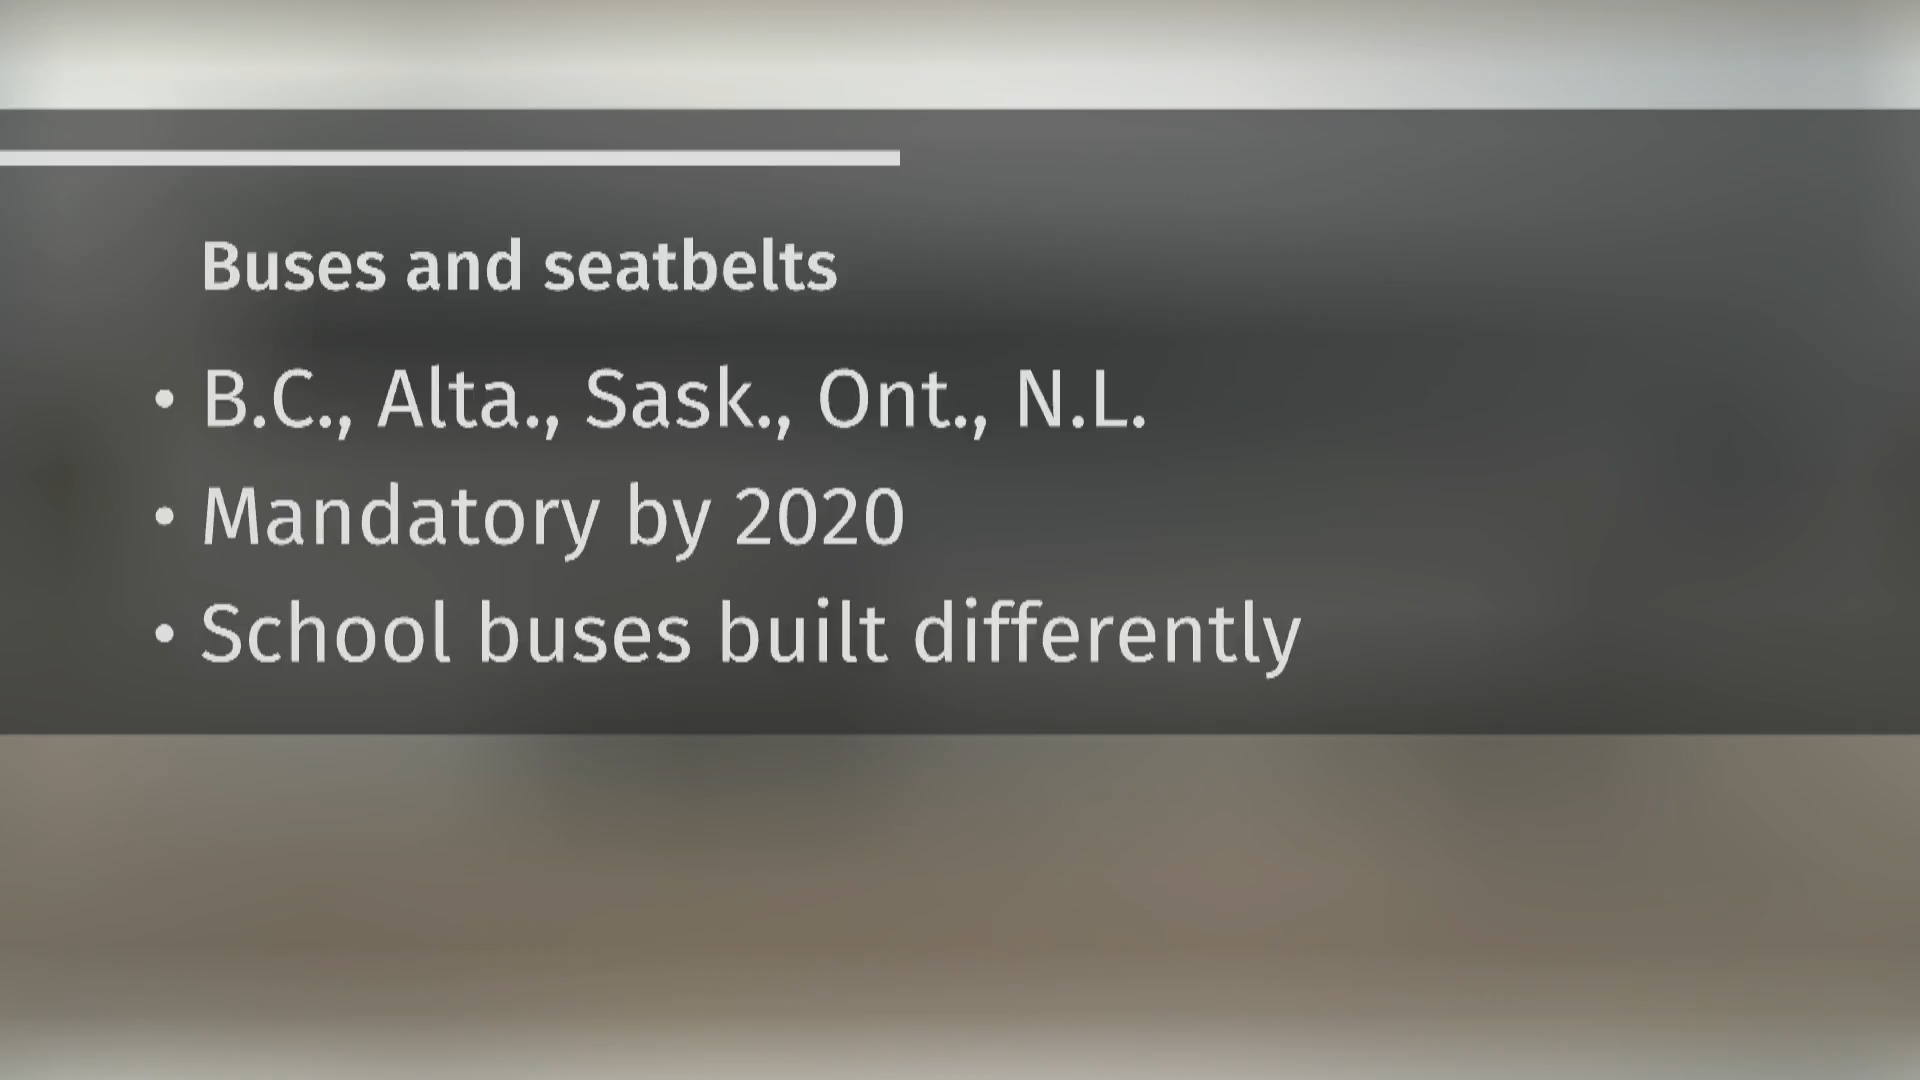 Buses and seatbelts
• B.C., Alta., Sask., Ont., N.L.
• Mandatory by 2020
• School buses built differently